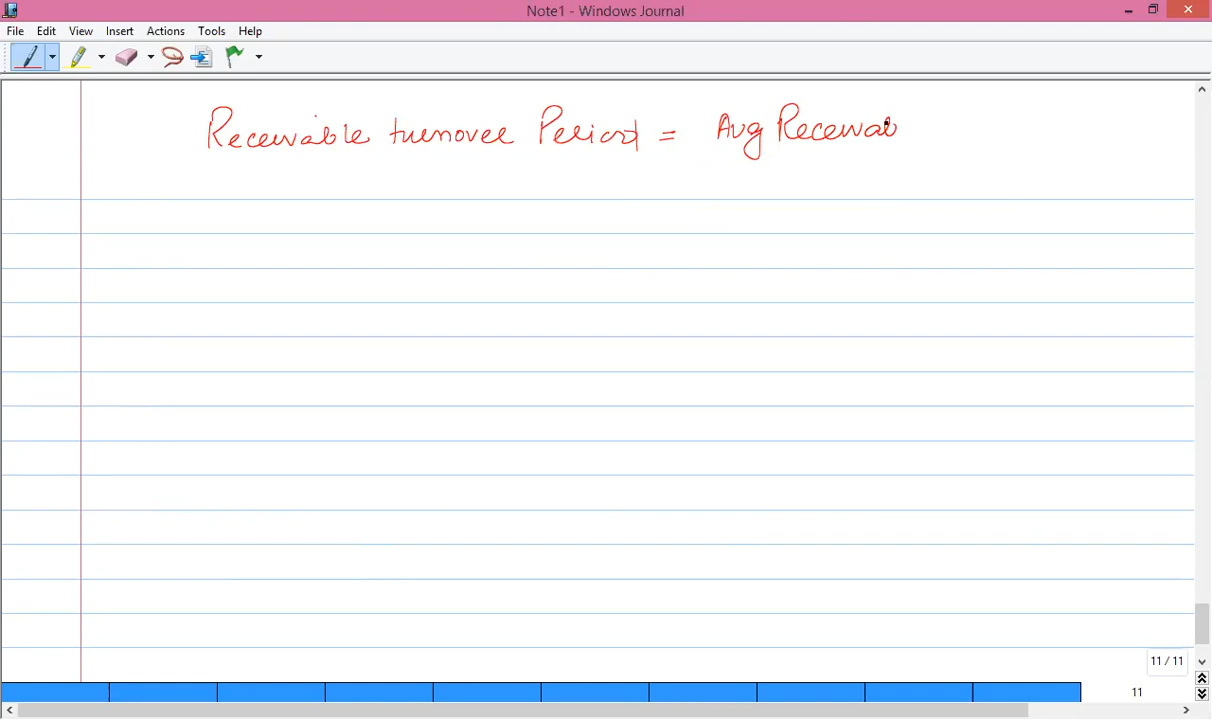 Note1 - Windows Journal
File Edit View Insert Actions Tools Help
Receivable turnover Period = Avg Receivab
11 / 11
11